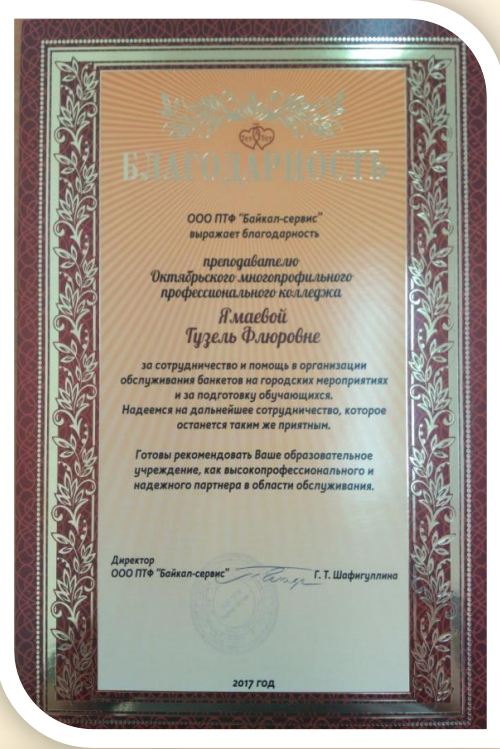 БЛАГОДАРНОСТЬ
ООО ПТФ "Байкал-сервис"
выражает благодарность
преподавателю
Октябрьского многопрофильного
профессионального колледжа
Ямаевой
Гузель Флюровне
за сотрудничество и помощь в организации
обслуживания банкетов на городских мероприятиях
и за подготовку обучающихся.
Надеемся на дальнейшее сотрудничество, которое
останется таким же приятным.
Готовы рекомендовать Ваше образовательное
учреждение, как высокопрофессионального и
надежного партнера в области обслуживания.
Директор
ООО ПТФ "Байкал-сервис" Г. Т. Шафигуллина
2017 год